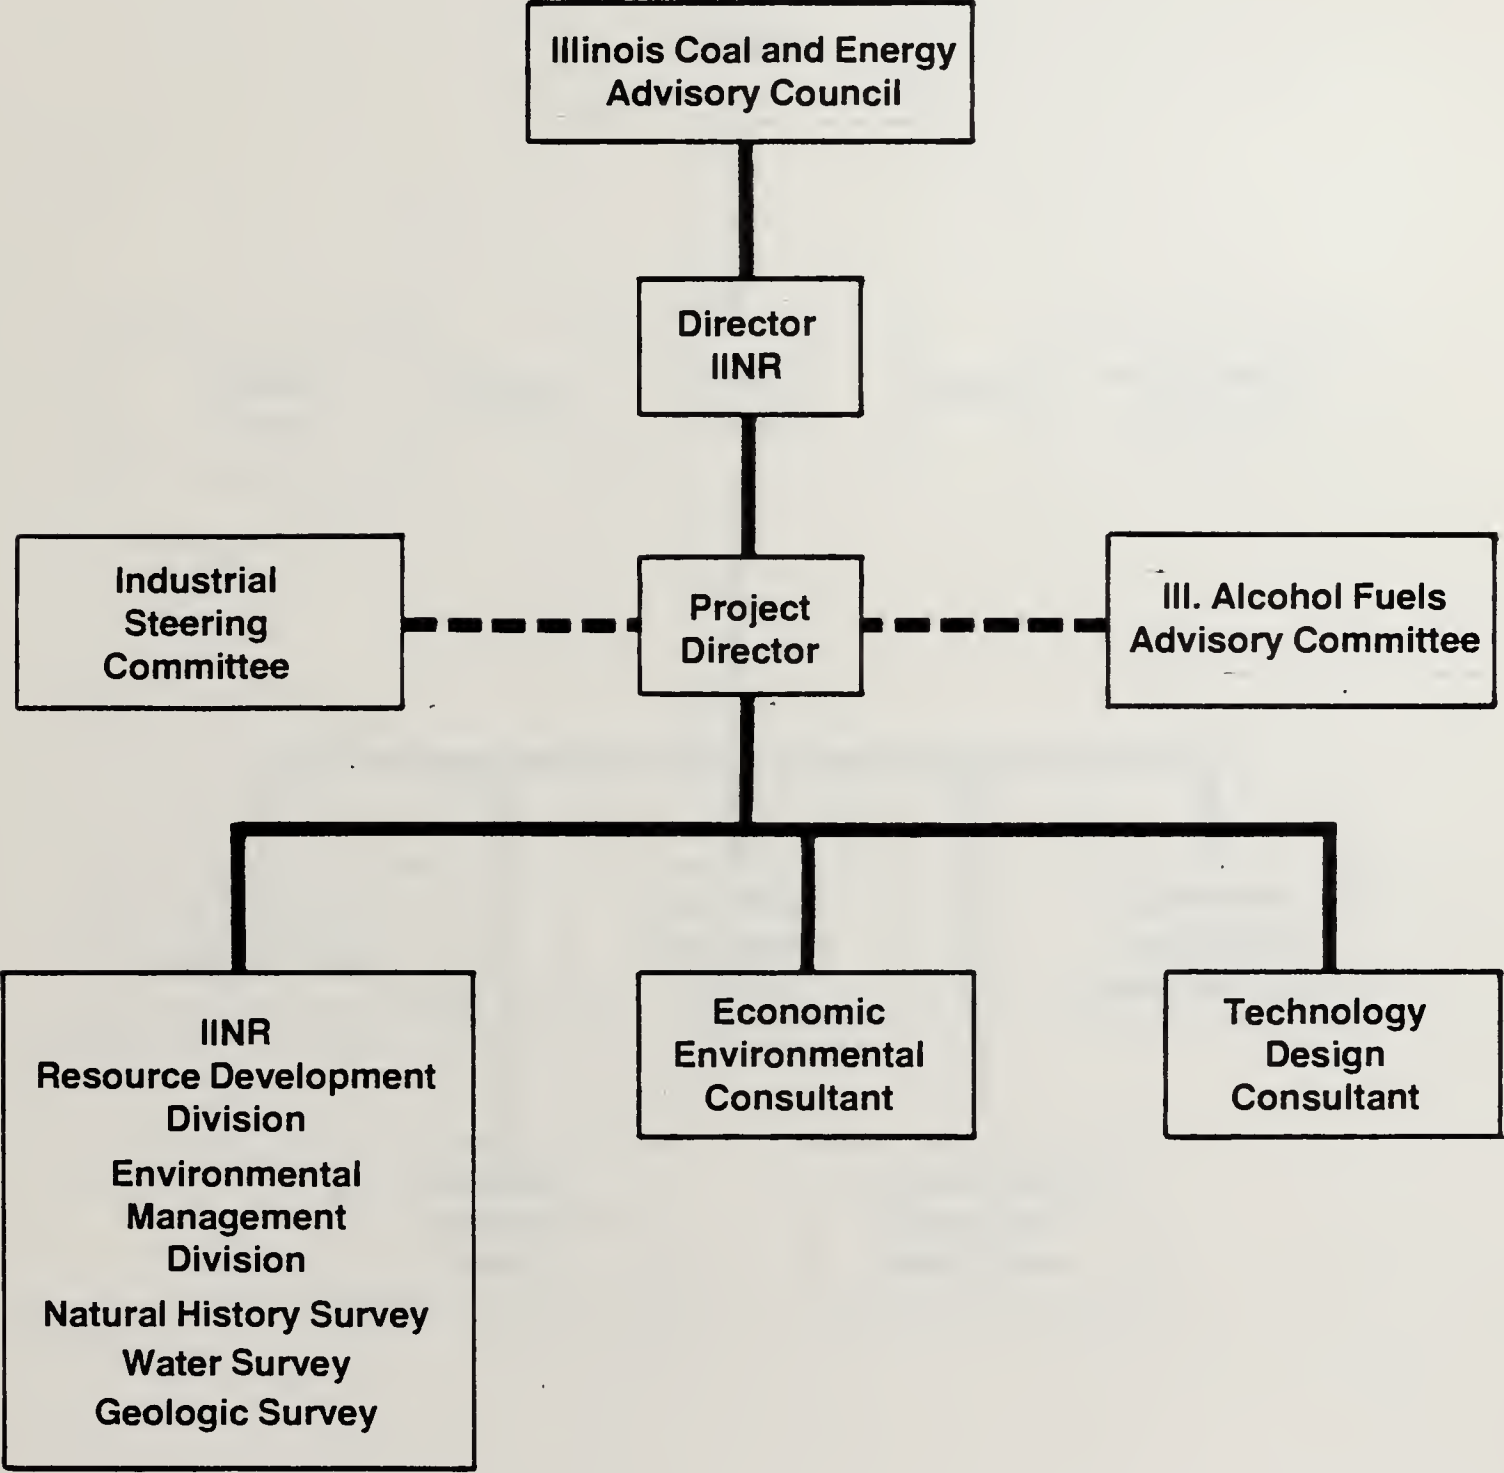 Illinois Coal and Energy
Advisory Council
Director
IINR
Industrial
Steering
Committee
Project
Director
Ill. Alcohol Fuels
Advisory Committee
IINR
Resource Development
Division
Environmental
Management
Division
Natural History Survey
Water Survey
Geologic Survey
Economic
Environmental
Consultant
Technology
Design
Consultant